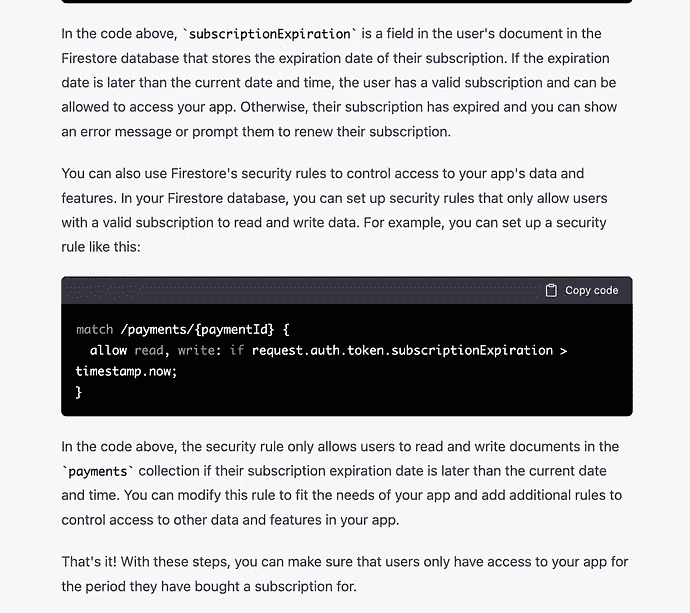 In the code above, `subscriptionExpiration` is a field in the user's document in the
Firestore database that stores the expiration date of their subscription. If the expiration
date is later than the current date and time, the user has a valid subscription and can be
allowed to access your app. Otherwise, their subscription has expired and you can show
an error message or prompt them to renew their subscription.
You can also use Firestore's security rules to control access to your app's data and
features. In your Firestore database, you can set up security rules that only allow users
with a valid subscription to read and write data. For example, you can set up a security
rule like this:
Copy code
match /payments/{paymentId} {
  allow read, write: if request.auth.token.subscriptionExpiration >
timestamp.now;
}
In the code above, the security rule only allows users to read and write documents in the
`payments` collection if their subscription expiration date is later than the current date
and time. You can modify this rule to fit the needs of your app and add additional rules to
control access to other data and features in your app.
That's it! With these steps, you can make sure that users only have access to your app for
the period they have bought a subscription for.